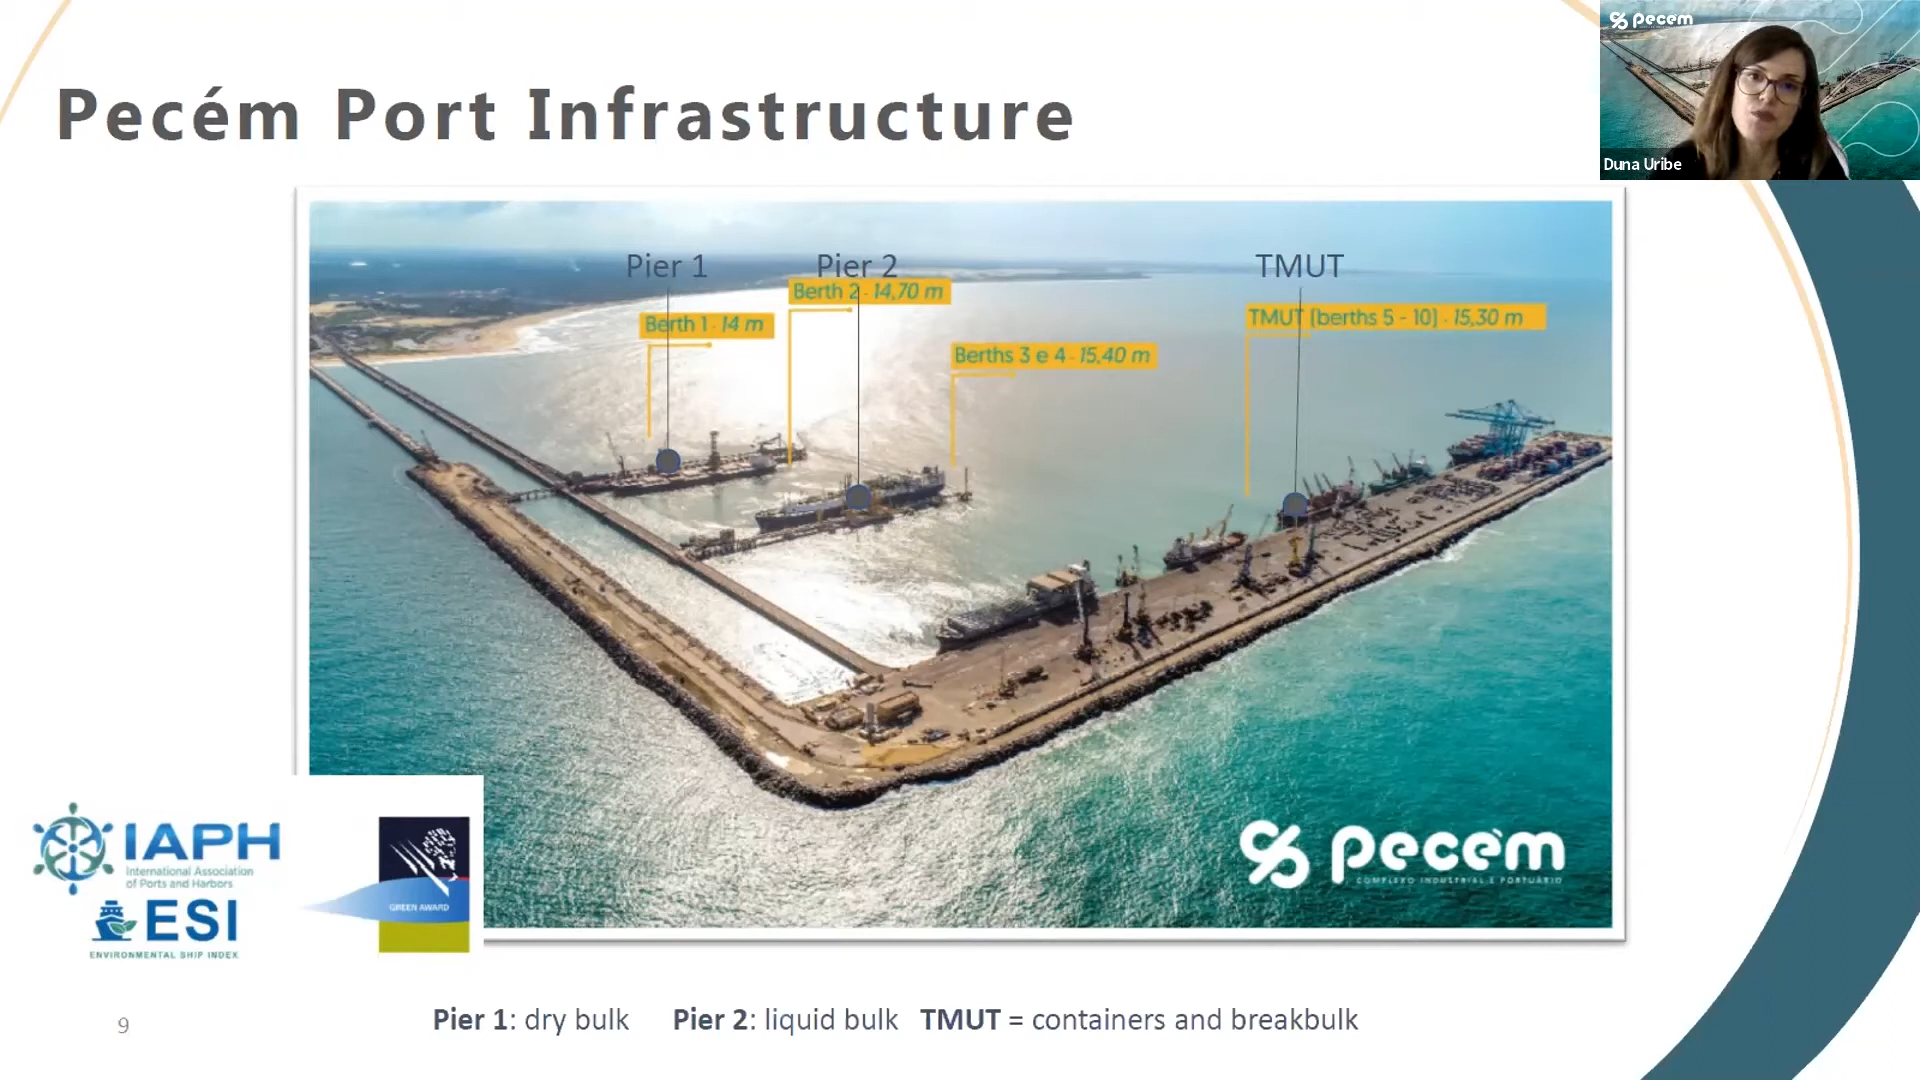 Pecém Port Infrastructure
pecém
Duna Uribe
Pier 1
Pier 2
TMUT
Berth 2 - 14,70 m
Berth 1 - 14 m
TMUT (berths 5 - 10) - 15,30 m
Berths 3 e 4 - 15,40 m
IAPH
International Association
of Ports and Harbors
ESI
ENVIRONMENTAL SHIP INDEX
GREEN AWARD
pecém
COMPLEXO INDUSTRIAL E PORTUÁRIO
Pier 1: dry bulk Pier 2: liquid bulk TMUT = containers and breakbulk
9